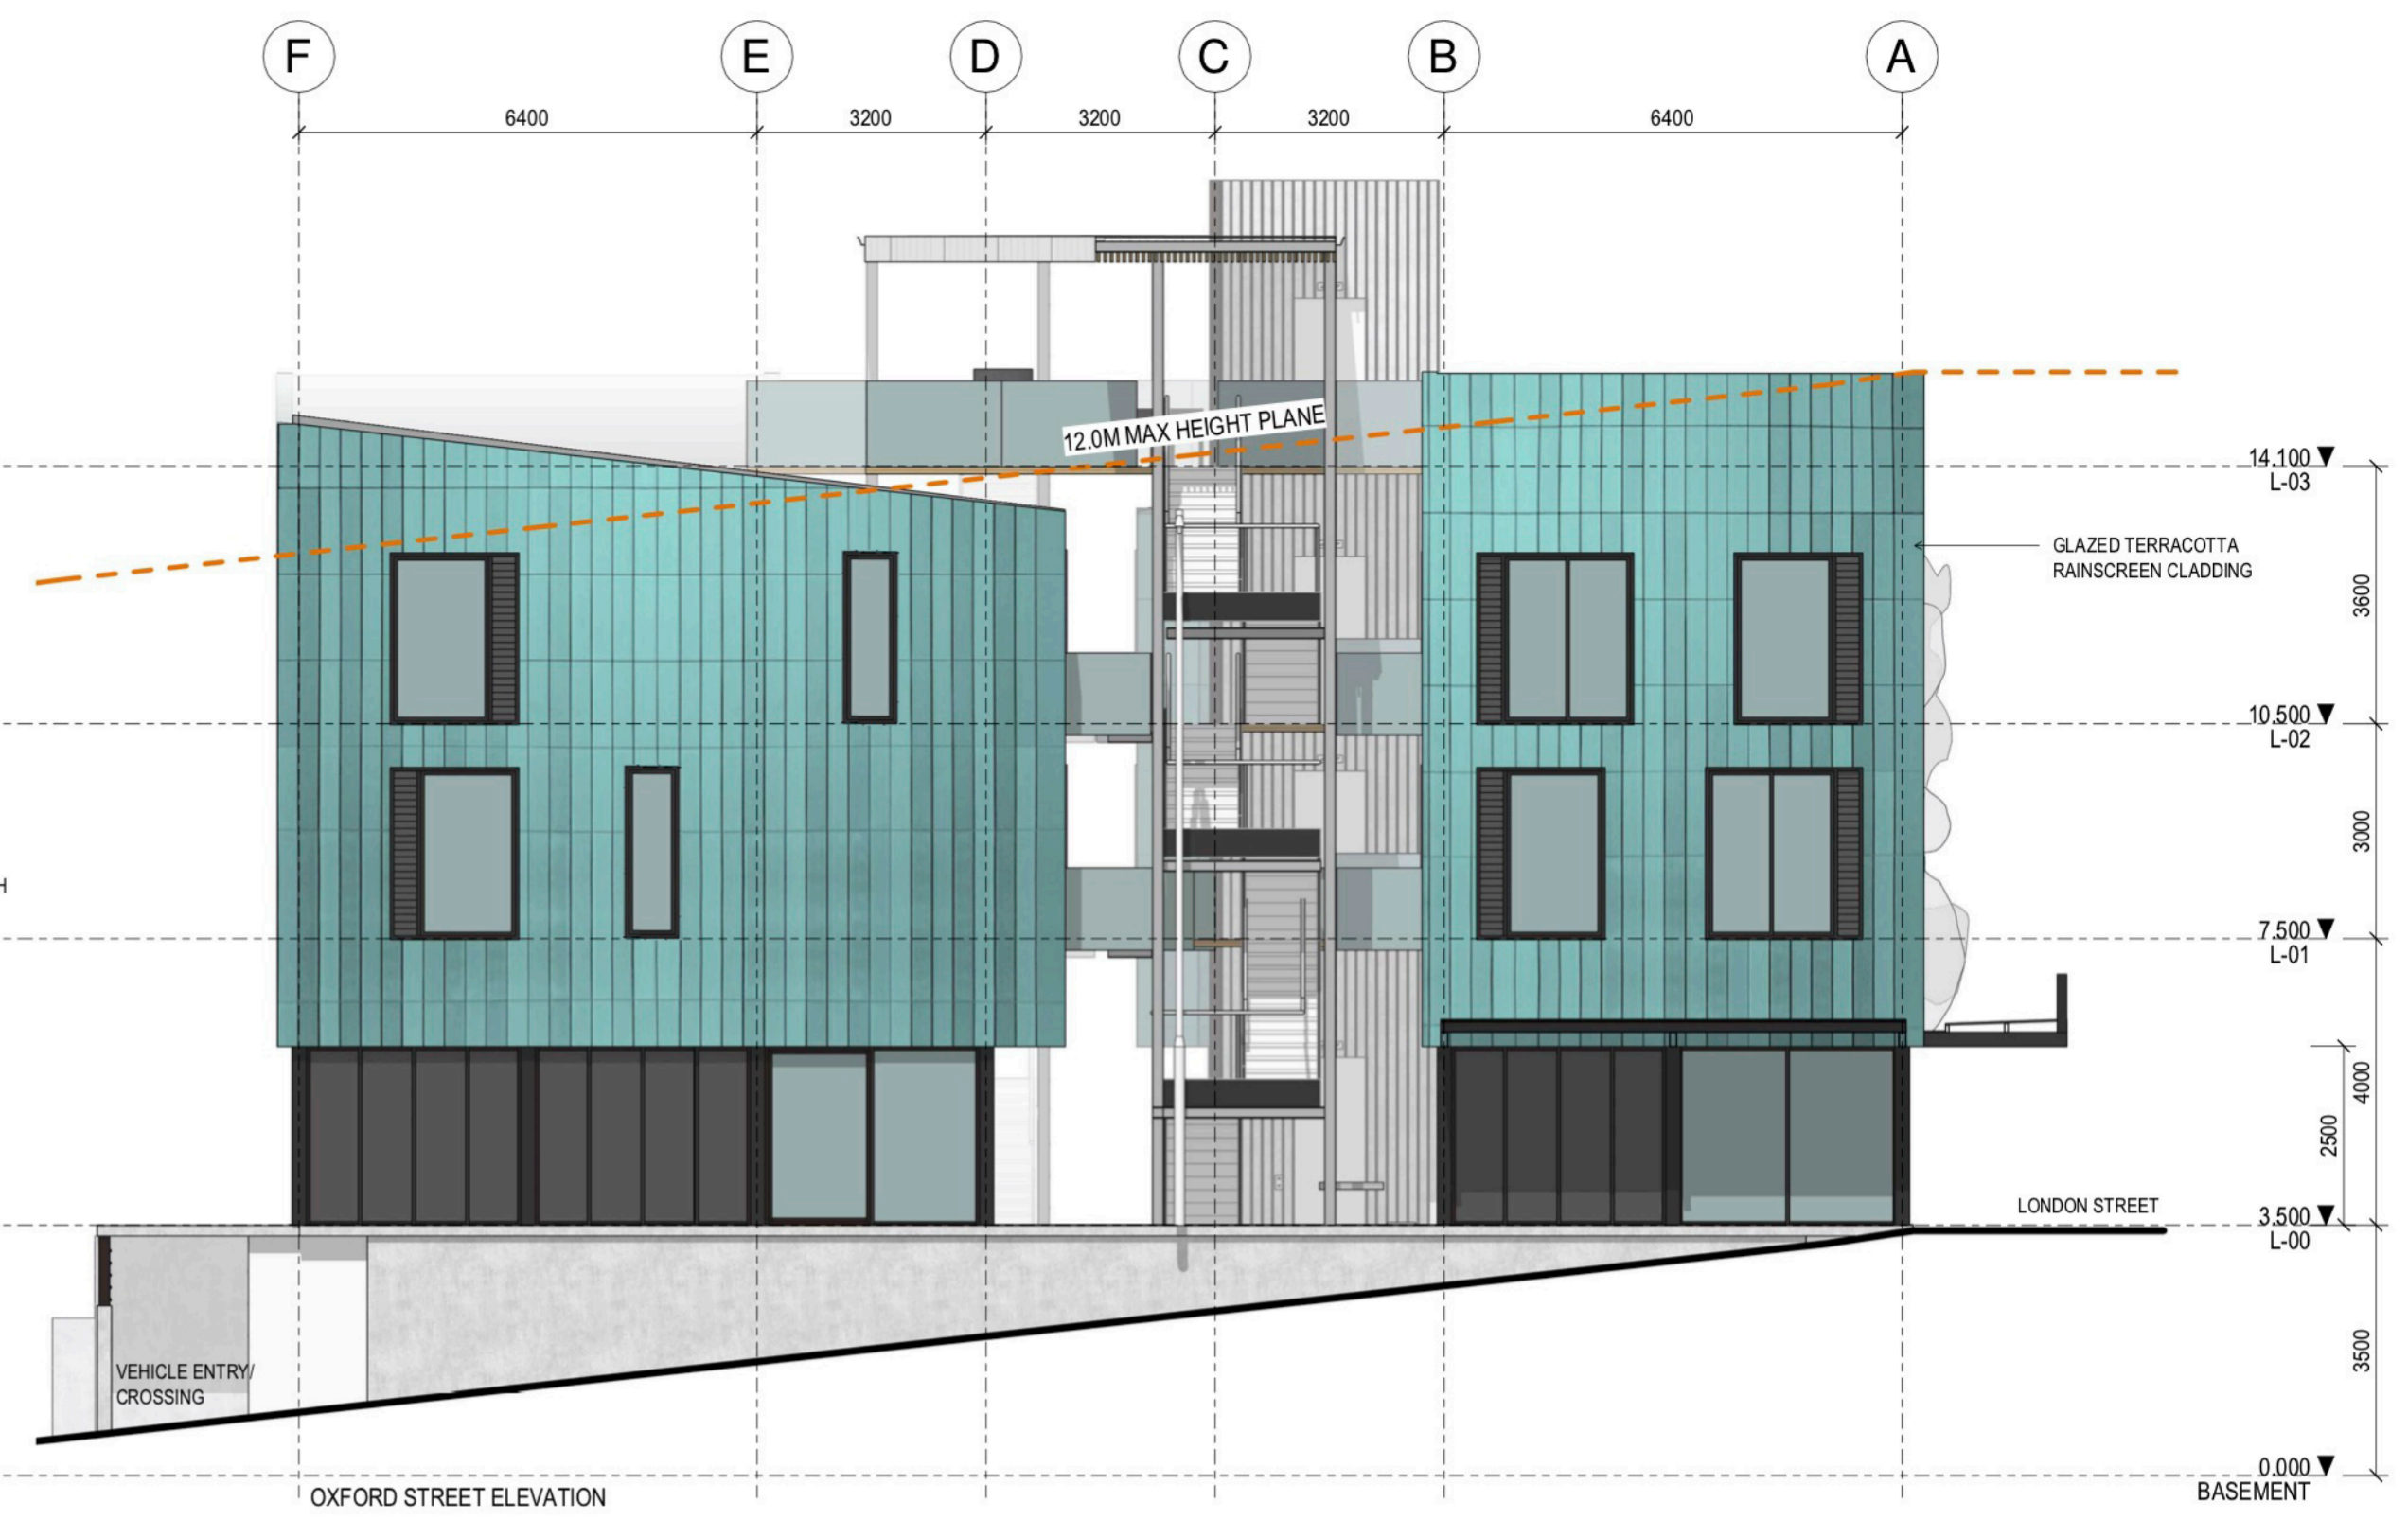 F
E
D
C
B
A
6400
3200
3200
3200
6400
12.0M MAX HEIGHT PLANE
14.100
L-03
GLAZED TERRACOTTA
RAINSCREEN CLADDING
3600
10.500
L-02
3000
H
7.500
L-01
4000
2500
LONDON STREET
3.500
L-00
3500
VEHICLE ENTRY/
CROSSING
0.000
BASEMENT
OXFORD STREET ELEVATION